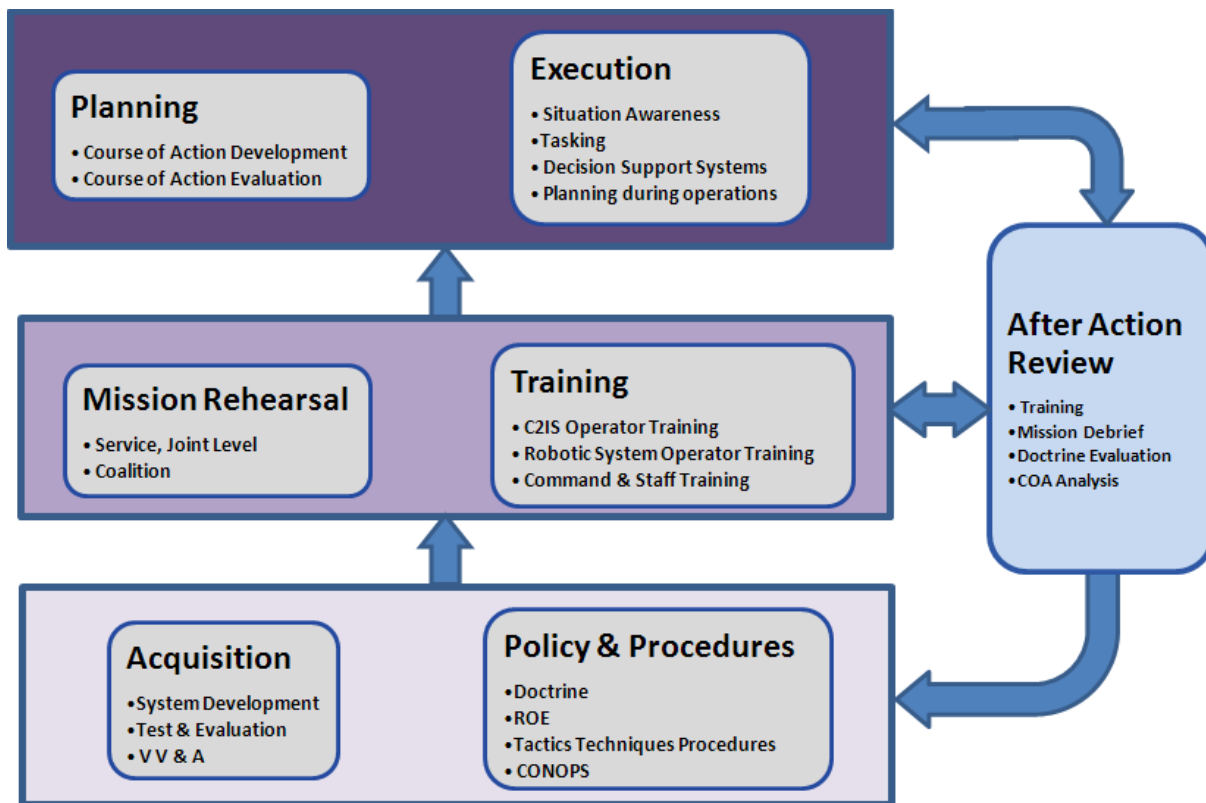 Planning
• Course of Action Development
• Course of Action Evaluation
Execution
• Situation Awareness
•Tasking
• Decision Support Systems
• Planning during operations
Mission Rehearsal
• Service, Joint Level
• Coalition
Training
• C2IS Operator Training
• Robotic System Operator Training
• Command & Staff Training
After Action
Review
• Training
•Mission Debrief
•Doctrine Evaluation
•COA Analysis
Acquisition
•System Development
•Test & Evaluation
• V V & A
Policy & Procedures
•Doctrine
•ROE
•Tactics Techniques Procedures
• CONOPS